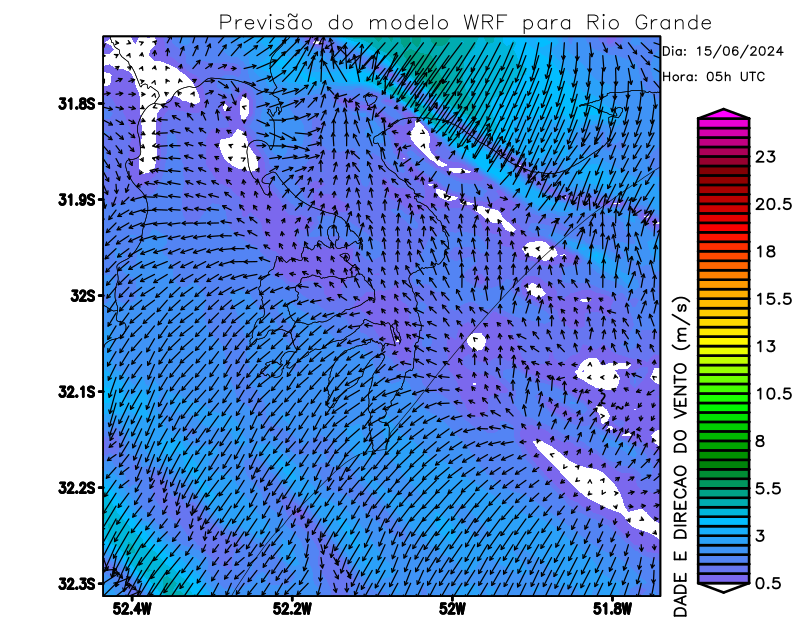 Previsão do modelo WRF para Rio Grande
Dia: 15/06/2024
Hora: 05h UTC
31.8S
31.9S
32S
32.1S
32.2S
32.3S
52.4W
52.2W
52W
51.8W
DADE E DIRECAO DO VENTO (m/s)
23
20.5
18
15.5
13
10.5
8
5.5
3
0.5